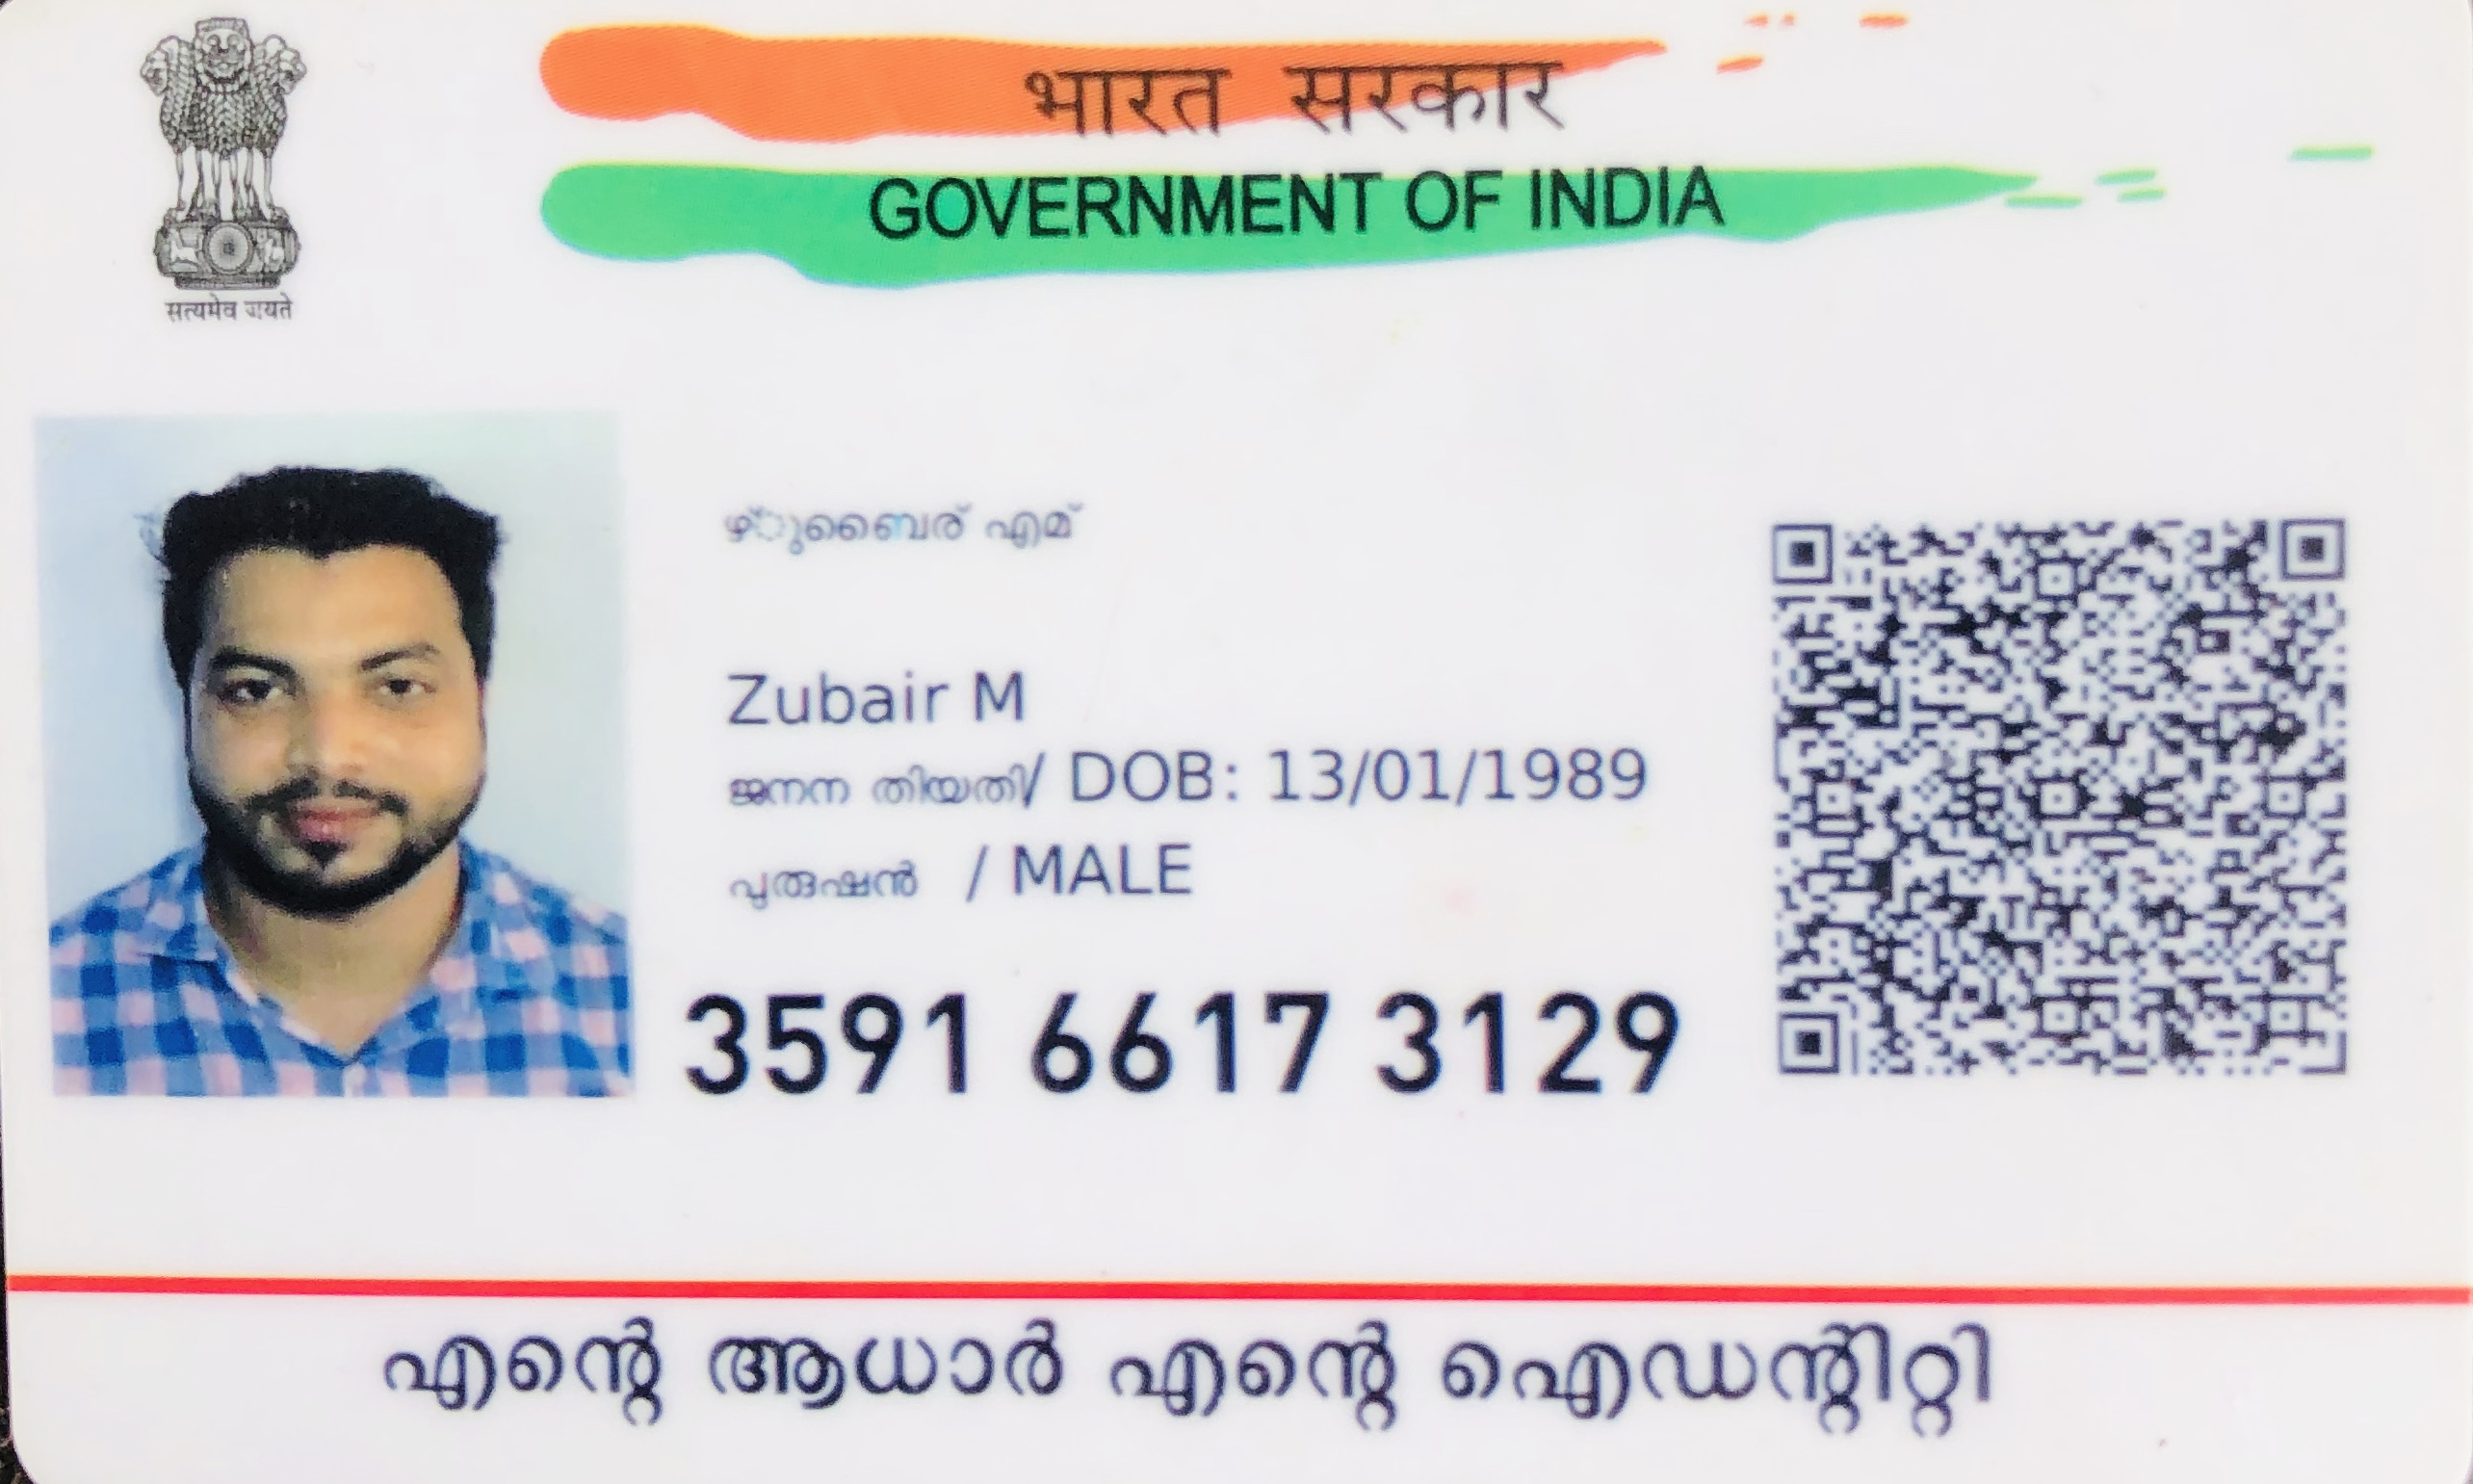 भारत सरकार
GOVERNMENT OF INDIA
सत्यमेव जयते
ഴ്ുബൈര് എമ്
Zubair M
ജനന തിയതി/ DOB: 13/01/1989
പുരുഷൻ / MALE
3591 6617 3129
എന്റെ ആധാർ എന്റെ ഐഡന്റിറ്റി